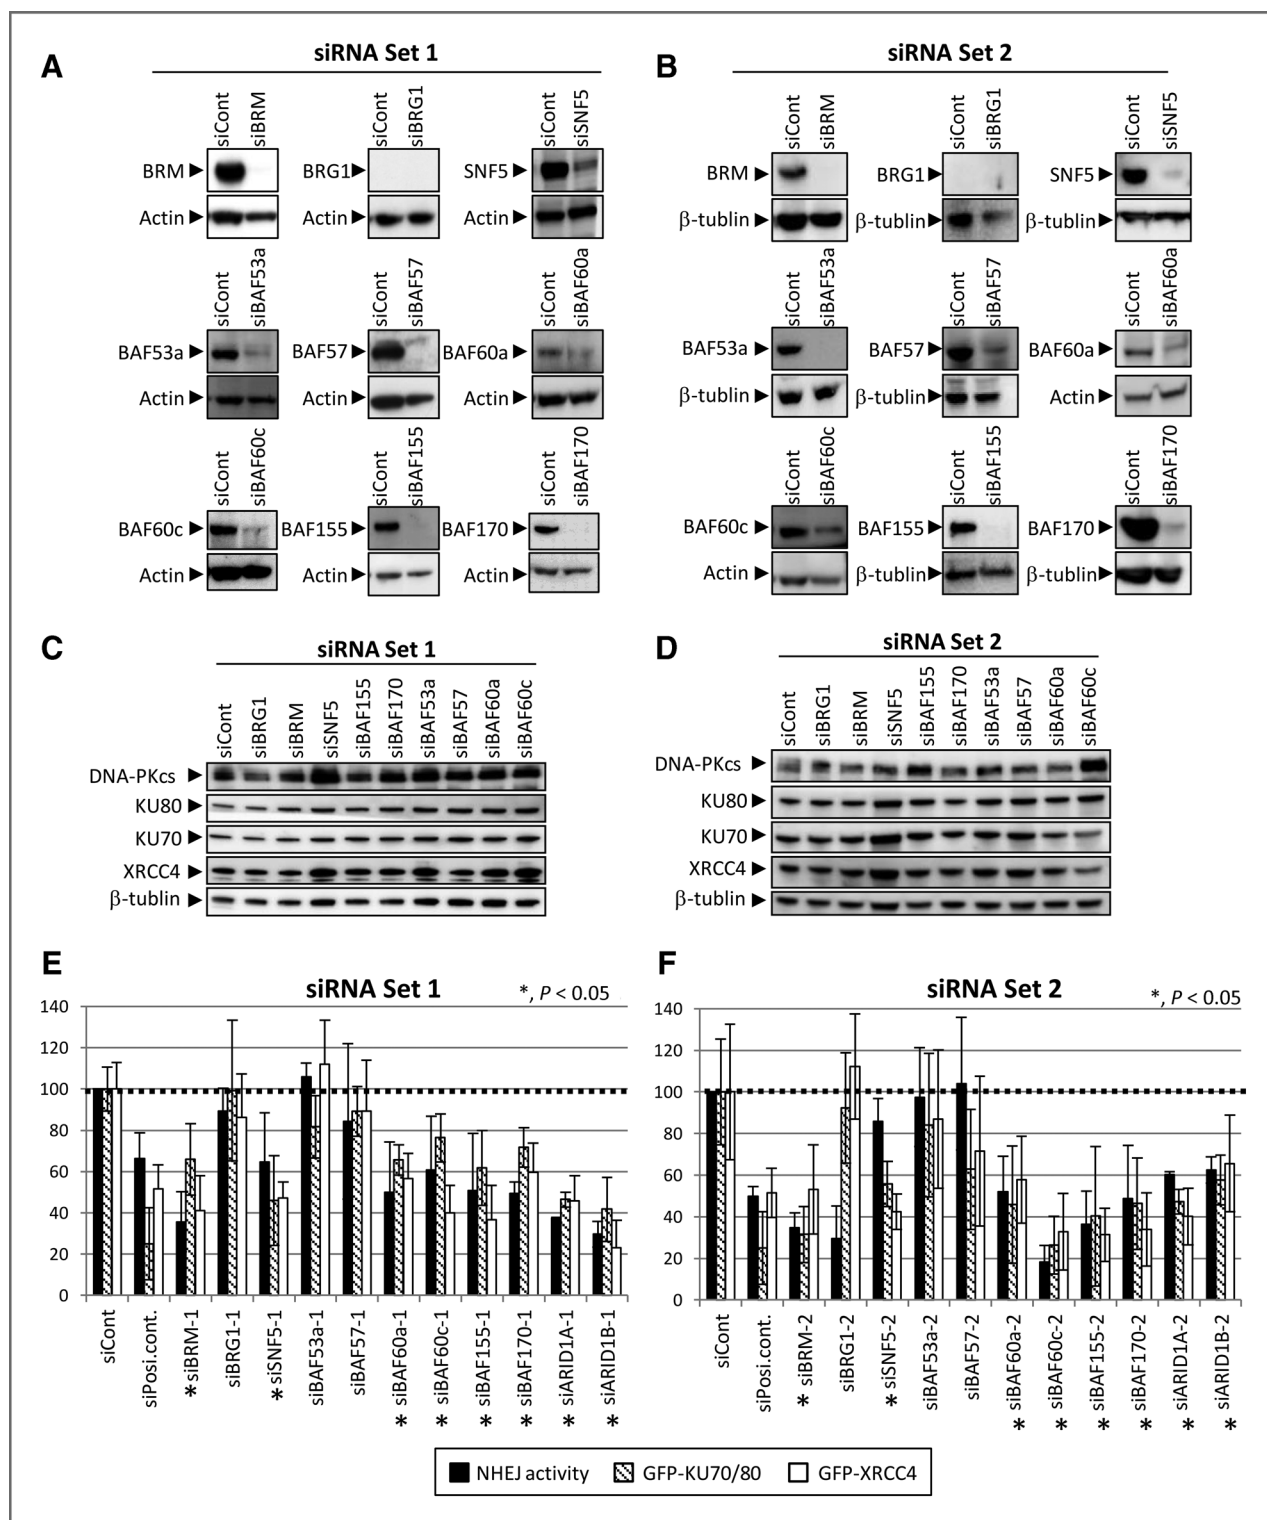 A
siRNA Set 1
siCont
siBRM
siCont
siBRG1
siCont
siSNF5
BRM
BRG1
SNF5
Actin
Actin
Actin
siCont
siBAF53a
siCont
siBAF57
siCont
siBAF60a
BAF53a
BAF57
BAF60a
Actin
Actin
Actin
siCont
siBAF60c
siCont
siBAF155
siCont
siBAF170
BAF60c
BAF155
BAF170
Actin
Actin
Actin
B
siRNA Set 2
siCont
siBRM
siCont
siBRG1
siCont
siSNF5
BRM
BRG1
SNF5
β-tublin
β-tublin
β-tublin
siCont
siBAF53a
siCont
siBAF57
siCont
siBAF60a
BAF53a
BAF57
BAF60a
β-tublin
β-tublin
Actin
siCont
siBAF60c
siCont
siBAF155
siCont
siBAF170
BAF60c
BAF155
BAF170
Actin
β-tublin
β-tublin
C
siRNA Set 1
siCont
siBRG1
siBRM
siSNF5
siBAF155
siBAF170
siBAF53a
siBAF57
siBAF60a
siBAF60c
DNA-PKcs
KU80
KU70
XRCC4
β-tublin
D
siRNA Set 2
siCont
siBRG1
siBRM
siSNF5
siBAF155
siBAF170
siBAF53a
siBAF57
siBAF60a
siBAF60c
DNA-PKcs
KU80
KU70
XRCC4
β-tublin
E
siRNA Set 1
*, P < 0.05
140
120
100
80
60
40
20
0
siCont
siPosi.cont.
* siBRM-1
siBRG1-1
* siSNF5-1
siBAF53a-1
siBAF57-1
* siBAF60a-1
* siBAF60c-1
* siBAF155-1
* siBAF170-1
* siARID1A-1
* siARID1B-1
F
siRNA Set 2
*, P < 0.05
140
120
100
80
60
40
20
0
siCont
siPosi.cont.
* siBRM-2
siBRG1-2
* siSNF5-2
siBAF53a-2
siBAF57-2
* siBAF60a-2
* siBAF60c-2
* siBAF155-2
* siBAF170-2
* siARID1A-2
* siARID1B-2
NHEJ activity
GFP-KU70/80
GFP-XRCC4